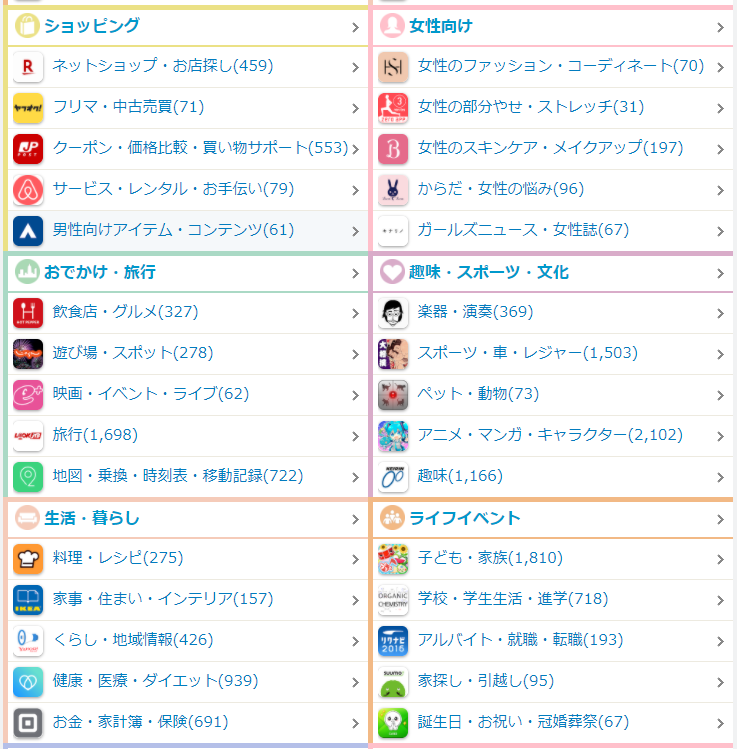 ショッピング
ネットショップ・お店探し(459)
フリマ・中古売買(71)
クーポン・価格比較・買い物サポート(553)
サービス・レンタル・お手伝い(79)
男性向けアイテム・コンテンツ(61)
女性向け
女性のファッション・コーディネート(70)
女性の部分やせ・ストレッチ(31)
女性のスキンケア・メイクアップ(197)
からだ・女性の悩み(96)
ガールズニュース・女性誌(67)
おでかけ・旅行
飲食店・グルメ(327)
遊び場・スポット(278)
映画・イベント・ライブ(62)
旅行(1,698)
地図・乗換・時刻表・移動記録(722)
趣味・スポーツ・文化
楽器・演奏(369)
スポーツ・車・レジャー(1,503)
ペット・動物(73)
アニメ・マンガ・キャラクター(2,102)
趣味(1,166)
生活・暮らし
料理・レシピ(275)
IKEA
家事・住まい・インテリア(157)
くらし・地域情報(426)
健康・医療・ダイエット(939)
お金・家計簿・保険(691)
ライフイベント
子ども・家族(1,810)
ORGANIC
CHEMISTRY
学校・学生生活・進学(718)
リクナビ
2016
アルバイト・就職・転職(193)
SUUMO
家探し・引越し(95)
誕生日・お祝い・冠婚葬祭(67)